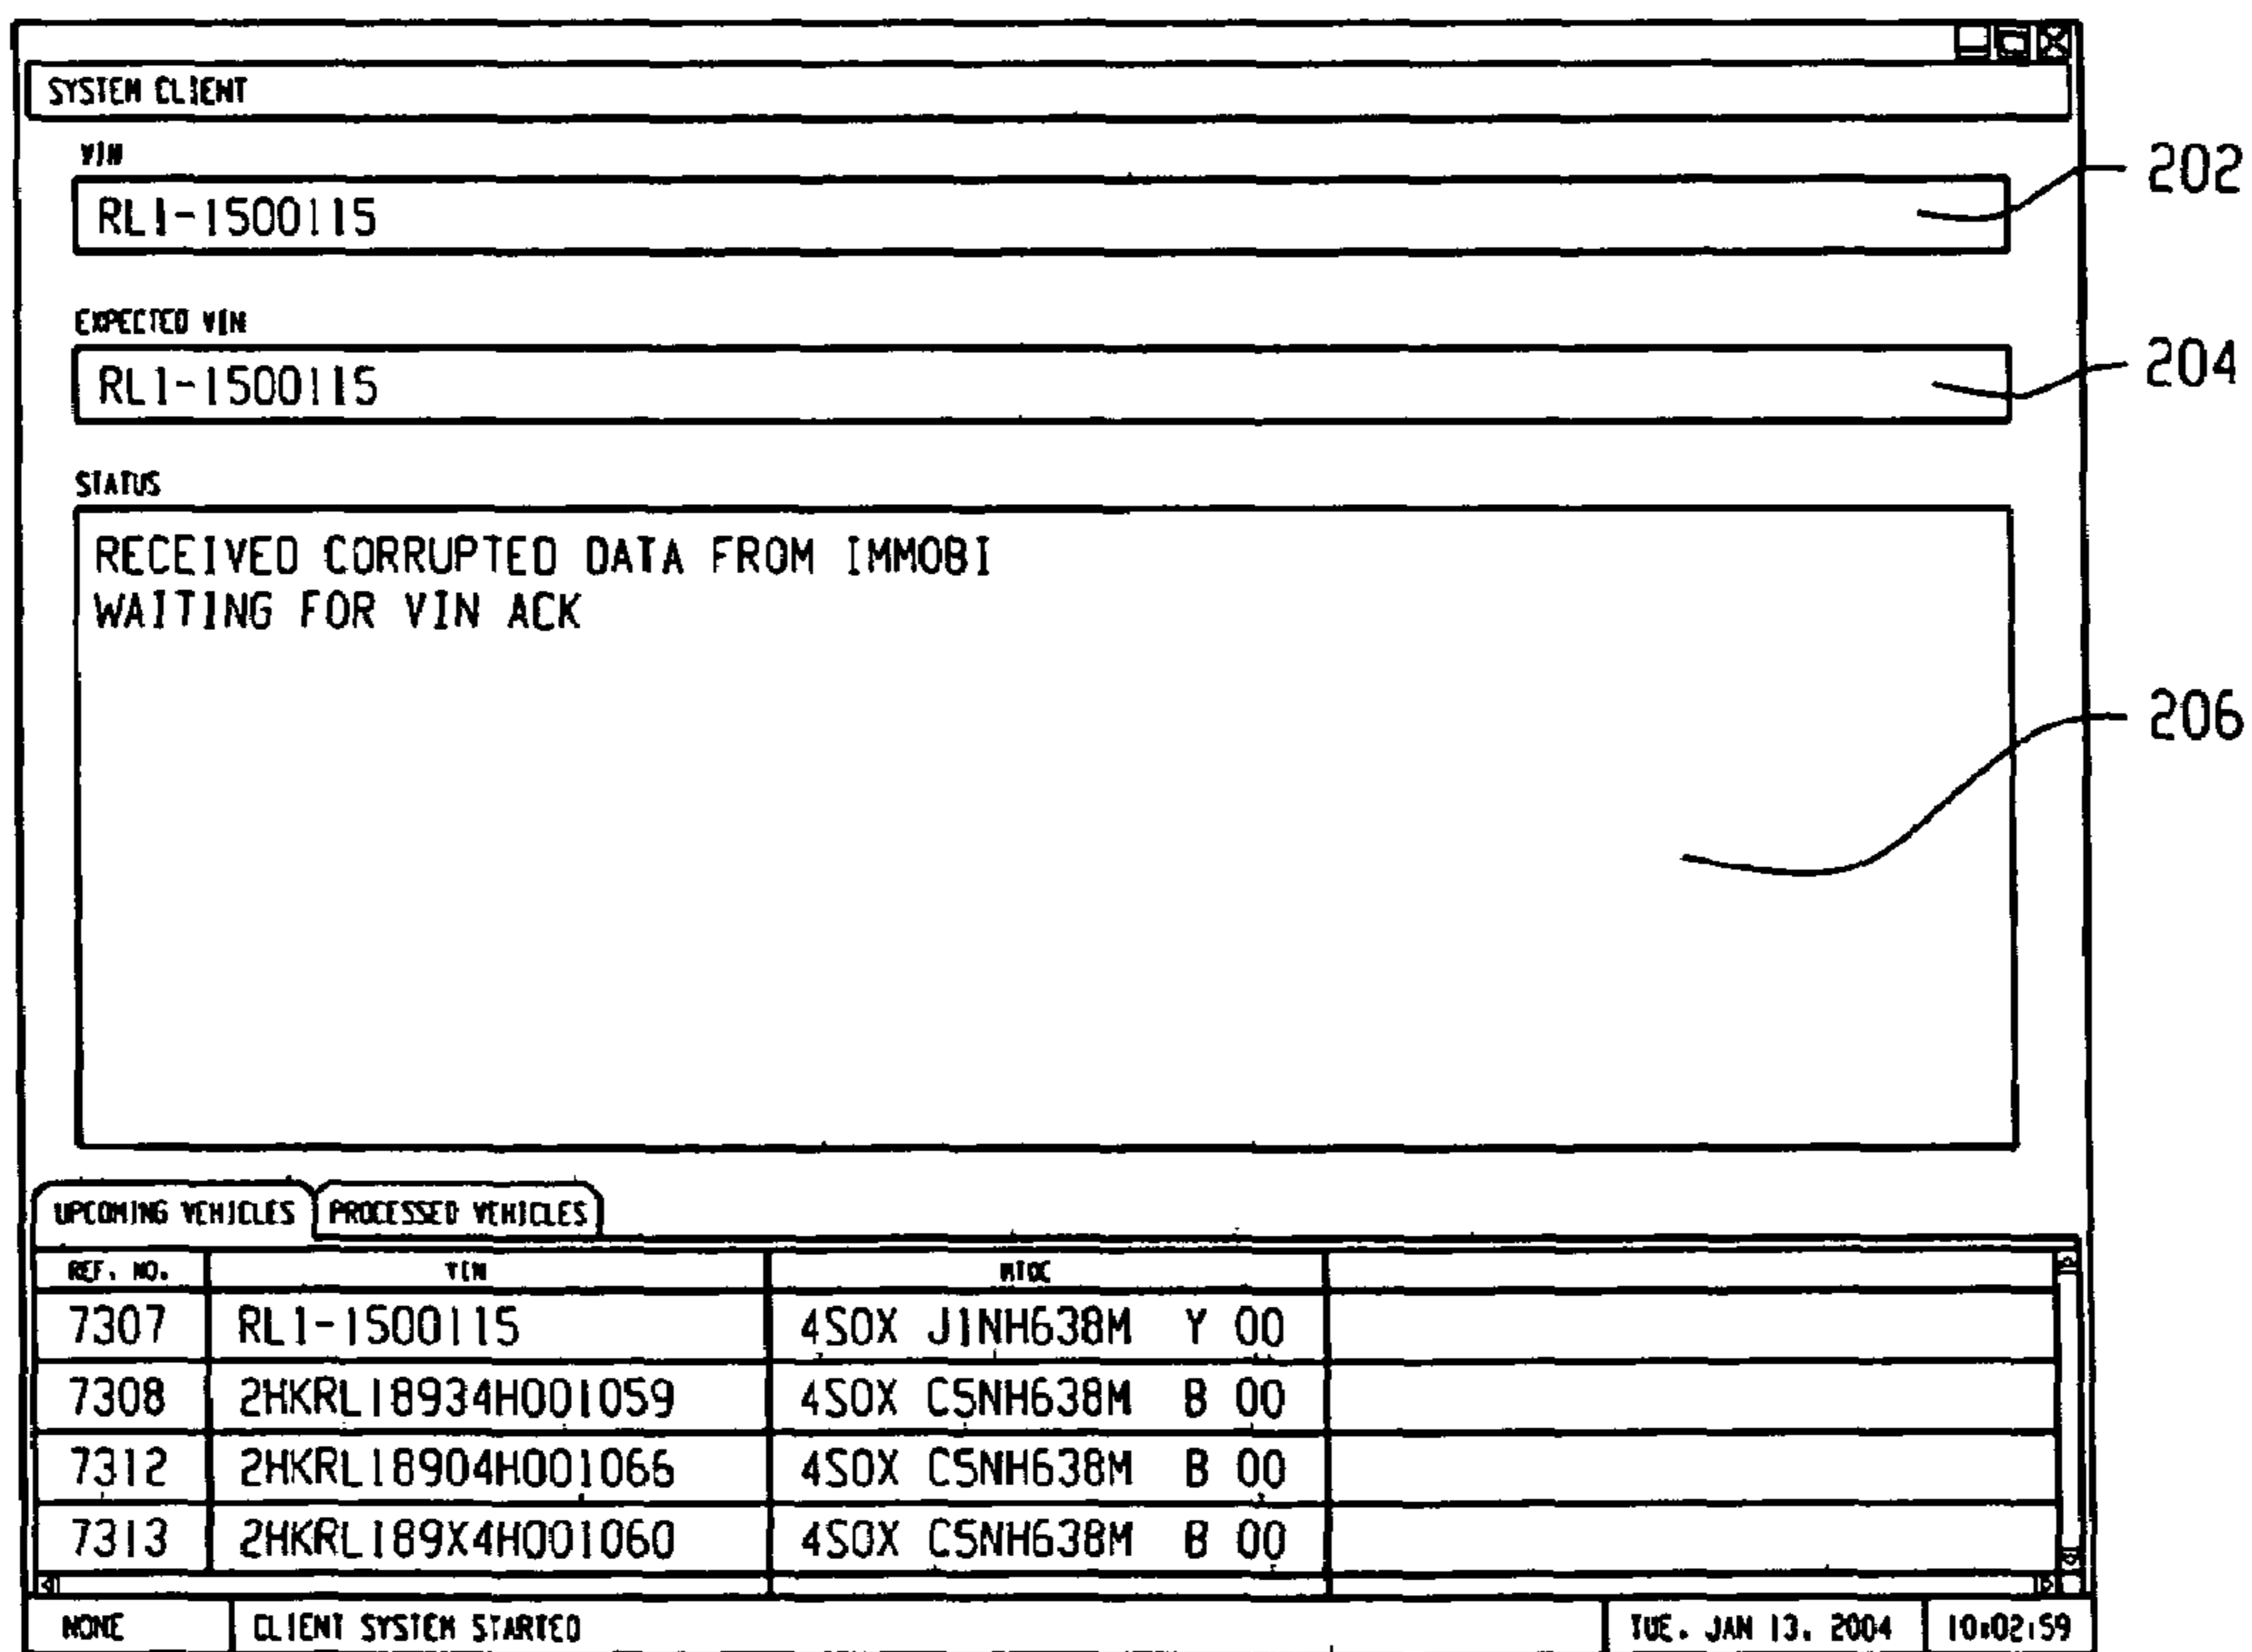 SYSTEM CLIENT
VIN
RL1-1500115
202
EXPECTED VIN
RL1-1500115
204
STATUS
RECEIVED CORRUPTED DATA FROM IMMOBI
WAITING FOR VIN ACK
206
UPCOMING VEHICLES PROCESSED VEHICLES
REF. NO. VIN MTOC
7307 RL1-1500115 4S0X J1NH638M Y 00
7308 2HKRL18934H001059 4S0X C5NH638M B 00
7312 2HKRL18904H001066 4S0X C5NH638M B 00
7313 2HKRL189X4H001060 4S0X C5NH638M B 00
NONE CLIENT SYSTEM STARTED TUE. JAN 13. 2004 10:02:59